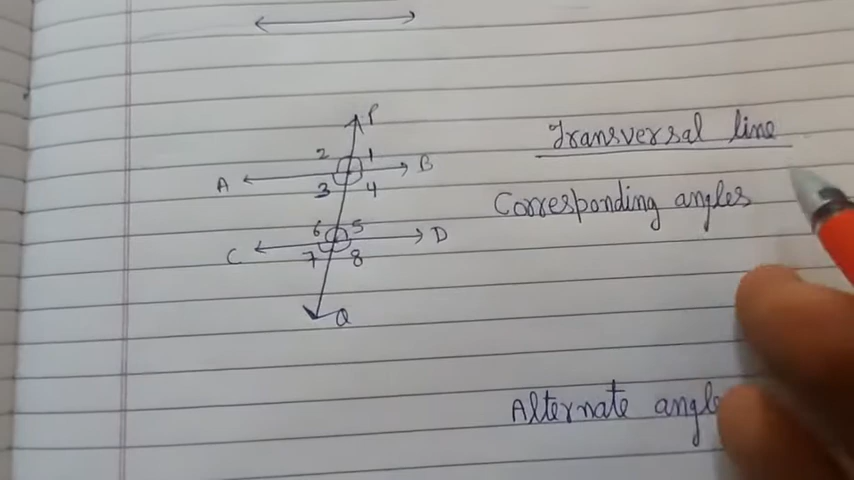 P
2 1
A B
3 4
6 5
C D
7 8
Q
Transversal line
Corresponding angles
Alternate angle